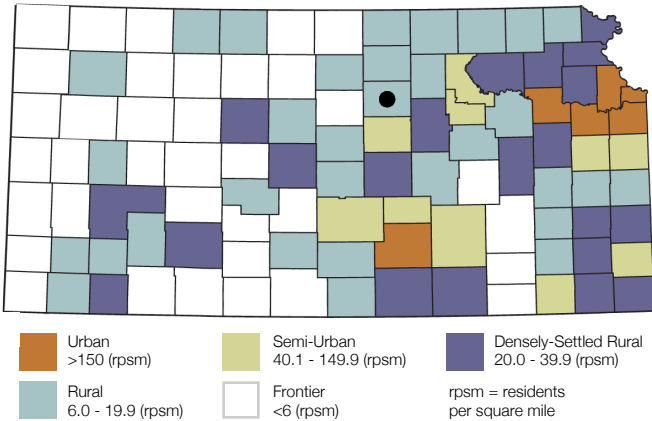 Urban
>150 (rpsm)
Semi-Urban
40.1 - 149.9 (rpsm)
Densely-Settled Rural
20.0 - 39.9 (rpsm)
Rural
6.0 - 19.9 (rpsm)
Frontier
<6 (rpsm)
rpsm = residents
per square mile